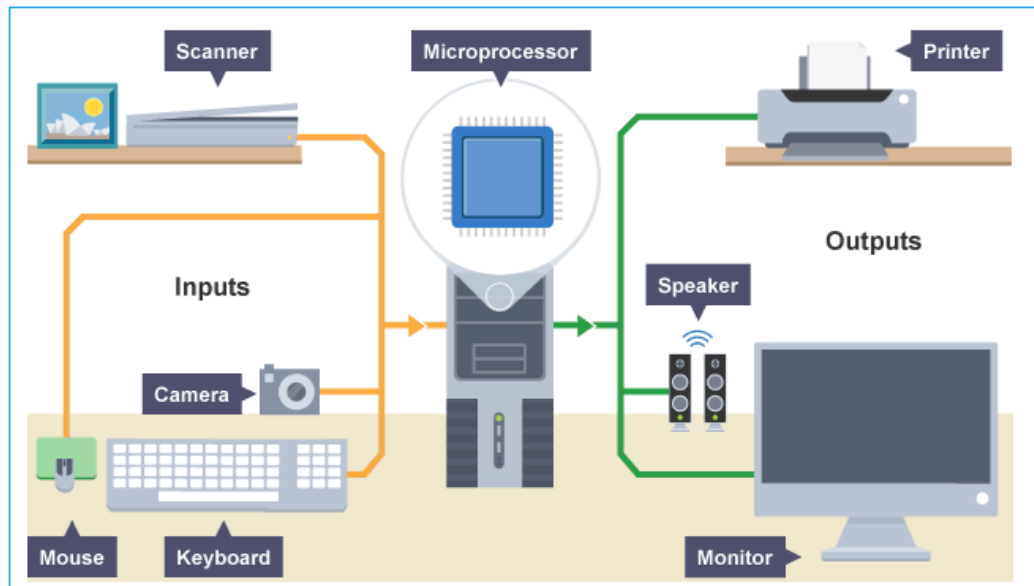 Scanner
Microprocessor
Printer
Inputs
Outputs
Speaker
Camera
Mouse
Keyboard
Monitor